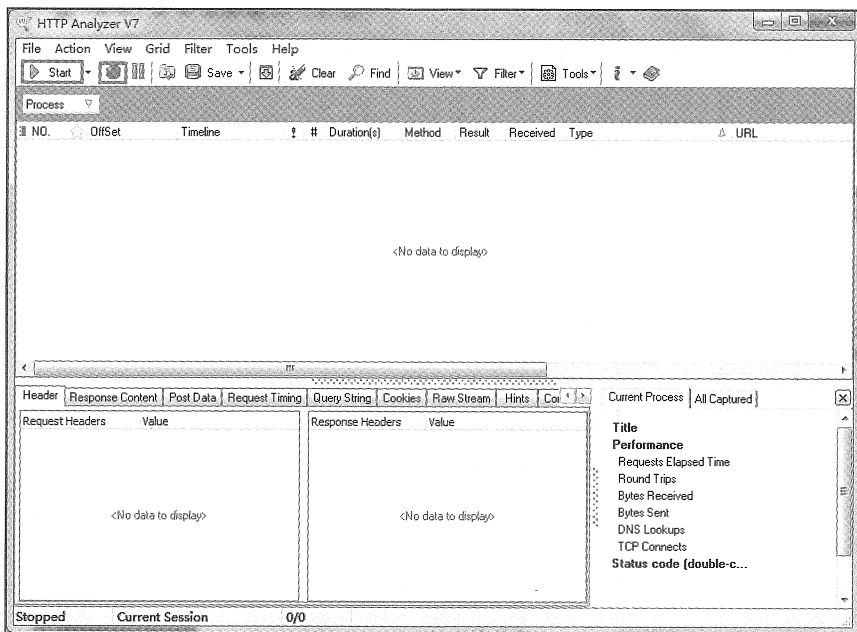 HTTP Analyzer V7
File Action View Grid Filter Tools Help
Start Save Clear Find View Filter Tools
Process
NO. OffSet Timeline ! # Duration(s) Method Result Received Type URL
<No data to display>
Header Response Content Post Data Request Timing Query String Cookies Raw Stream Hints Co
Current Process All Captured
Request Headers Value
Response Headers Value
<No data to display>
<No data to display>
Title
Performance
Requests Elapsed Time
Round Trips
Bytes Received
Bytes Sent
DNS Lookups
TCP Connects
Status code (double-c...
Stopped Current Session 0/0